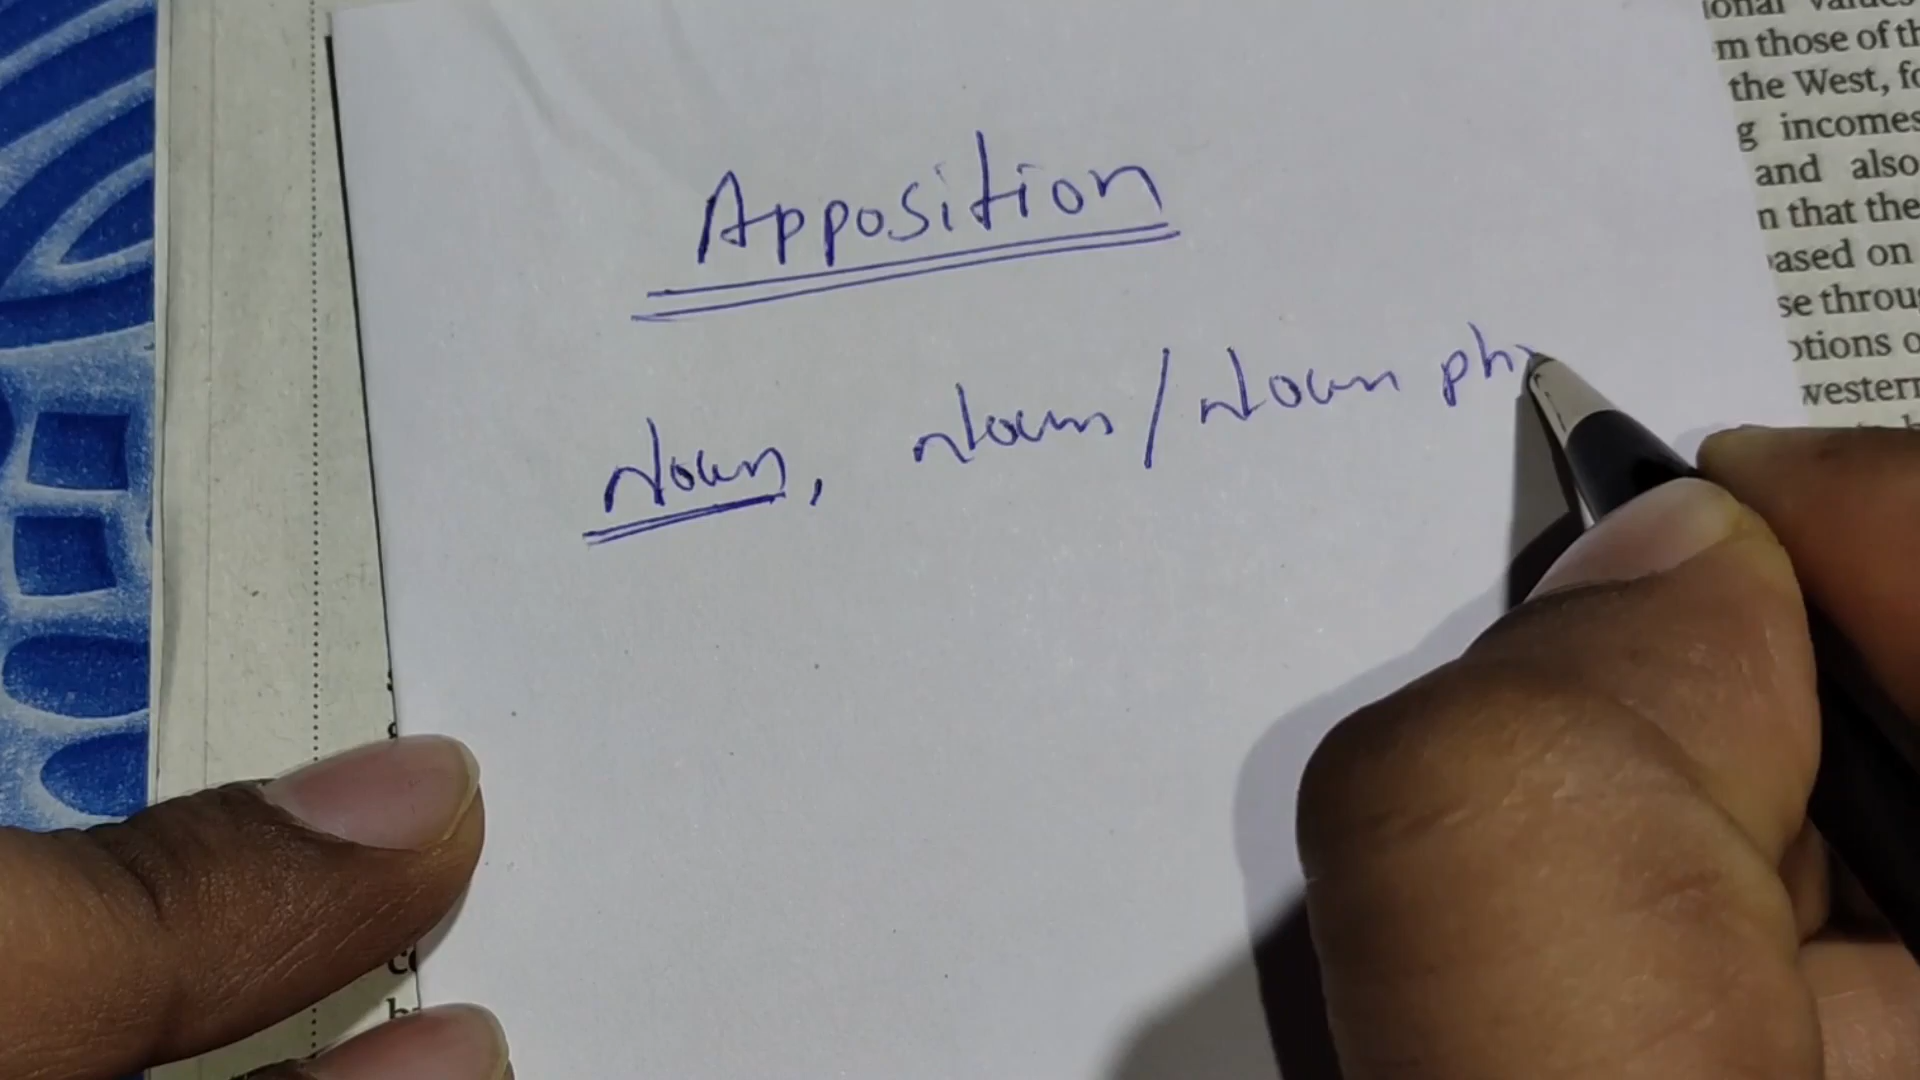 Apposition
Noun, Noun / Noun phr
m those of th
the West, fo
g incomes
and also
n that the
ased on
se throu
otions o
western